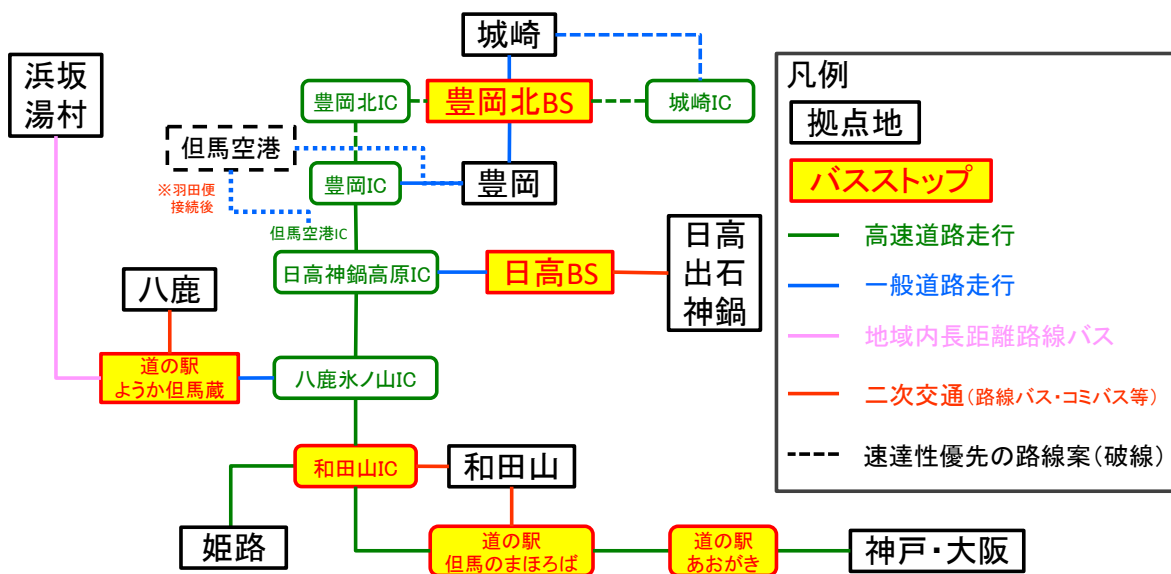 城崎
浜坂
湯村
豊岡北IC
豊岡北BS
城崎IC
但馬空港
※羽田便
接続後
豊岡IC
豊岡
但馬空港IC
日高神鍋高原IC
日高BS
日高
出石
神鍋
八鹿
道の駅
ようか但馬蔵
八鹿氷ノ山IC
和田山IC
和田山
姫路
道の駅
但馬のまほろば
道の駅
あおがき
神戸・大阪
凡例
拠点地
バスストップ
高速道路走行
一般道路走行
地域内長距離路線バス
二次交通(路線バス・コミバス等)
速達性優先の路線案(破線)